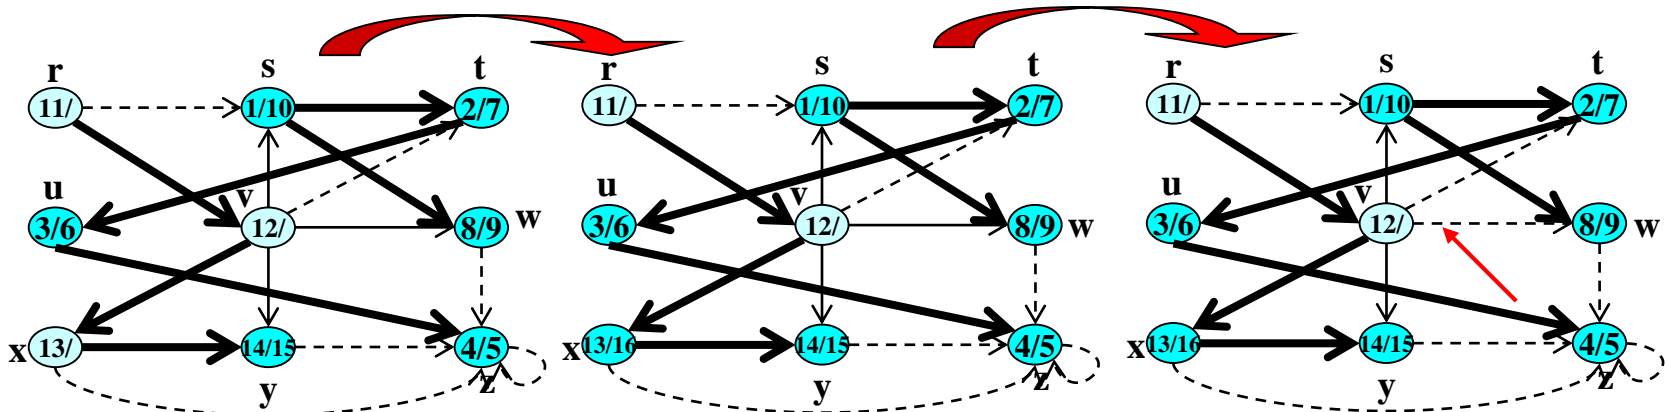 r s t
11/ 1/10 2/7
u v w
3/6 12/ 8/9
x 13/ 14/15 4/5
y z
r s t
11/ 1/10 2/7
u v w
3/6 12/ 8/9
x 13/16 14/15 4/5
y z
r s t
11/ 1/10 2/7
u v w
3/6 12/ 8/9
x 13/16 14/15 4/5
y z